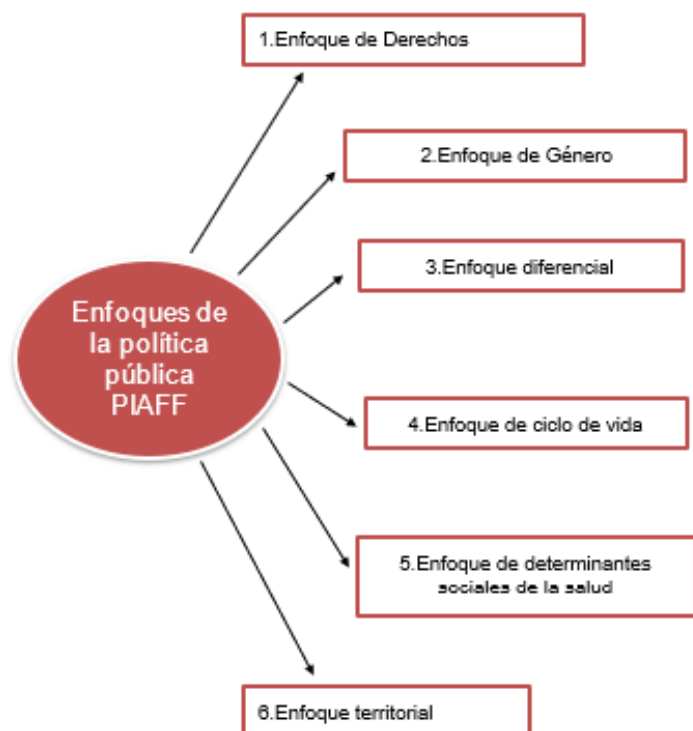 1.Enfoque de Derechos
2.Enfoque de Género
3.Enfoque diferencial
Enfoques de
la política
pública
PIAFF
4.Enfoque de ciclo de vida
5.Enfoque de determinantes
sociales de la salud
6.Enfoque territorial